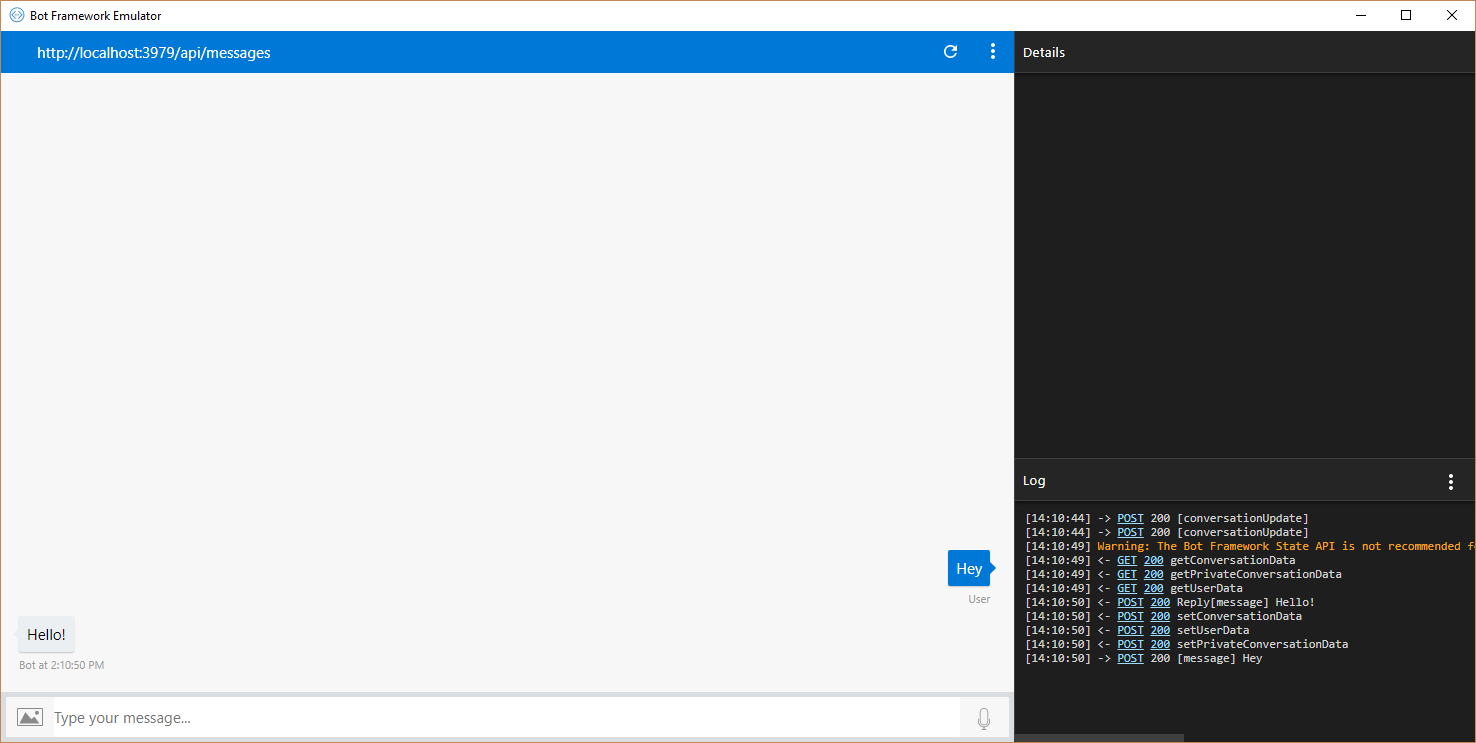 Bot Framework Emulator
http://localhost:3979/api/messages
Details
Hey
User
Hello!
Bot at 2:10:50 PM
Type your message...
Log
[14:10:44] -> POST 200 [conversationUpdate]
[14:10:44] -> POST 200 [conversationUpdate]
[14:10:49] Warning: The Bot Framework State API is not recommended
[14:10:49] <- GET 200 getConversationData
[14:10:49] <- GET 200 getPrivateConversationData
[14:10:49] <- GET 200 getUserData
[14:10:50] <- POST 200 Reply[message] Hello!
[14:10:50] <- POST 200 setConversationData
[14:10:50] <- POST 200 setUserData
[14:10:50] <- POST 200 setPrivateConversationData
[14:10:50] -> POST 200 [message] Hey